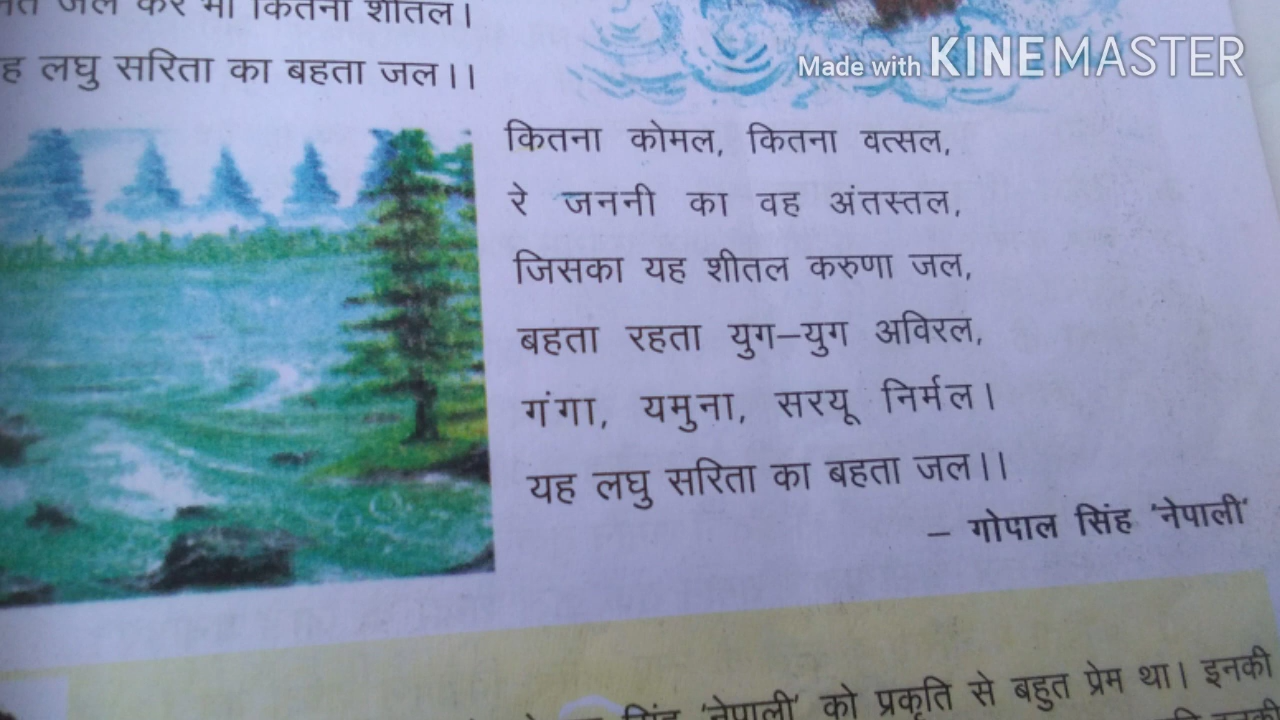 जल कर भी कितना शीतल।
लघु सरिता का बहता जल।।
Made with KINEMASTER
कितना कोमल, कितना वत्सल,
रे जननी का वह अंतस्तल,
जिसका यह शीतल करुणा जल,
बहता रहता युग–युग अविरल,
गंगा, यमुना, सरयू निर्मल।
यह लघु सरिता का बहता जल।।
– गोपाल सिंह 'नेपाली'
सिंह 'नेपाली' को प्रकृति से बहुत प्रेम था। इनकी